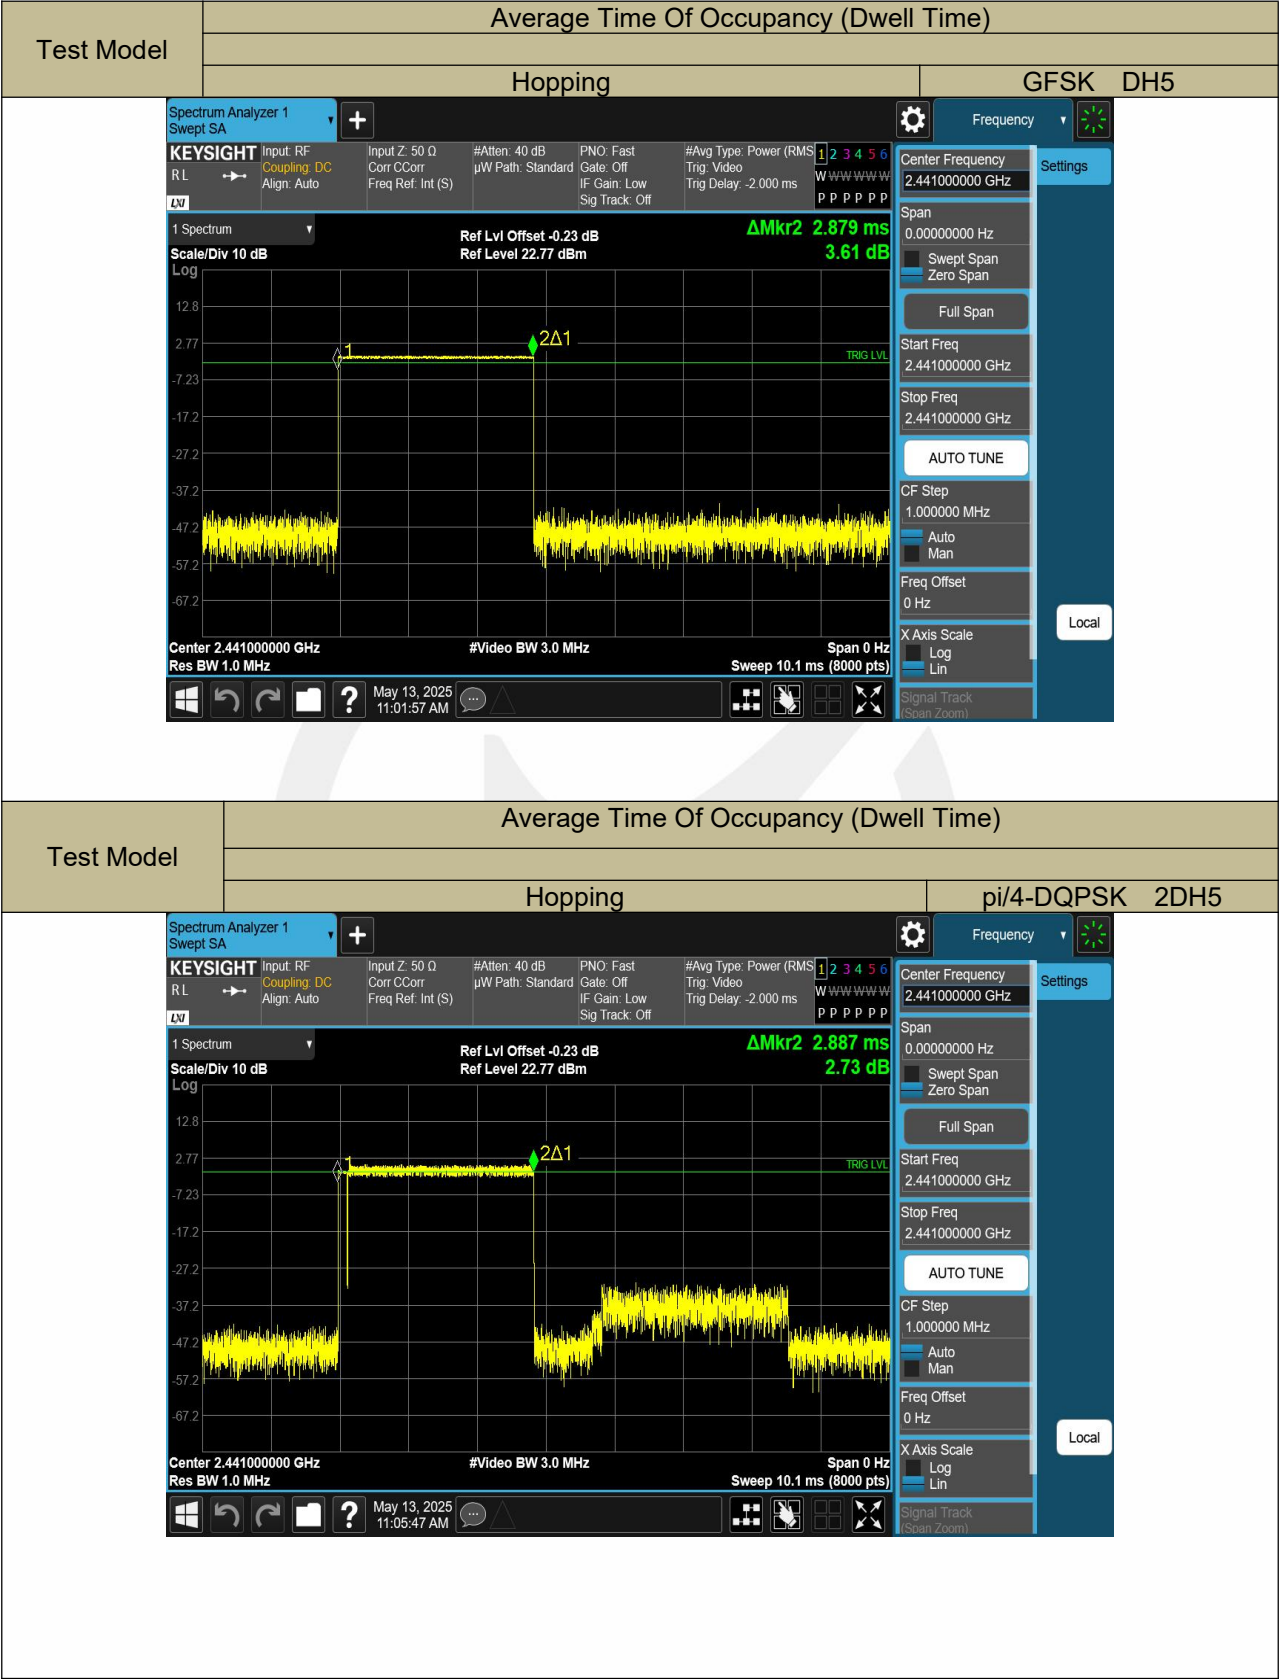 Average Time Of Occupancy (Dwell Time)
Test Model
Hopping GFSK DH5
Spectrum Analyzer 1
Swept SA
+
Frequency
KEYSIGHT
R L
LXI
Input: RF
Coupling: DC
Align: Auto
Input Z: 50 Ω
Corr CCorr
Freq Ref: Int (S)
#Atten: 40 dB
µW Path: Standard
PNO: Fast
Gate: Off
IF Gain: Low
Sig Track: Off
#Avg Type: Power (RMS
Trig: Video
Trig Delay: -2.000 ms
1 2 3 4 5 6
W W W W W W
P P P P P P
Center Frequency
2.441000000 GHz
Settings
1 Spectrum
Scale/Div 10 dB
Log
Ref Lvl Offset -0.23 dB
Ref Level 22.77 dBm
ΔMkr2 2.879 ms
3.61 dB
Span
0.00000000 Hz
Swept Span
Zero Span
Full Span
Start Freq
2.441000000 GHz
Stop Freq
2.441000000 GHz
AUTO TUNE
CF Step
1.000000 MHz
Auto
Man
Freq Offset
0 Hz
X Axis Scale
Log
Lin
Signal Track
(Span Zoom)
Local
12.8
2.77
-7.23
-17.2
-27.2
-37.2
-47.2
-57.2
-67.2
1
2Δ1
TRIG LVL
Center 2.441000000 GHz #Video BW 3.0 MHz Span 0 Hz
Res BW 1.0 MHz Sweep 10.1 ms (8000 pts)
?
May 13, 2025
11:01:57 AM
Average Time Of Occupancy (Dwell Time)
Test Model
Hopping pi/4-DQPSK 2DH5
Spectrum Analyzer 1
Swept SA
+
Frequency
KEYSIGHT
R L
LXI
Input: RF
Coupling: DC
Align: Auto
Input Z: 50 Ω
Corr CCorr
Freq Ref: Int (S)
#Atten: 40 dB
µW Path: Standard
PNO: Fast
Gate: Off
IF Gain: Low
Sig Track: Off
#Avg Type: Power (RMS
Trig: Video
Trig Delay: -2.000 ms
1 2 3 4 5 6
W W W W W W
P P P P P P
Center Frequency
2.441000000 GHz
Settings
1 Spectrum
Scale/Div 10 dB
Log
Ref Lvl Offset -0.23 dB
Ref Level 22.77 dBm
ΔMkr2 2.887 ms
2.73 dB
Span
0.00000000 Hz
Swept Span
Zero Span
Full Span
Start Freq
2.441000000 GHz
Stop Freq
2.441000000 GHz
AUTO TUNE
CF Step
1.000000 MHz
Auto
Man
Freq Offset
0 Hz
X Axis Scale
Log
Lin
Signal Track
(Span Zoom)
Local
12.8
2.77
-7.23
-17.2
-27.2
-37.2
-47.2
-57.2
-67.2
1
2Δ1
TRIG LVL
Center 2.441000000 GHz #Video BW 3.0 MHz Span 0 Hz
Res BW 1.0 MHz Sweep 10.1 ms (8000 pts)
?
May 13, 2025
11:05:47 AM